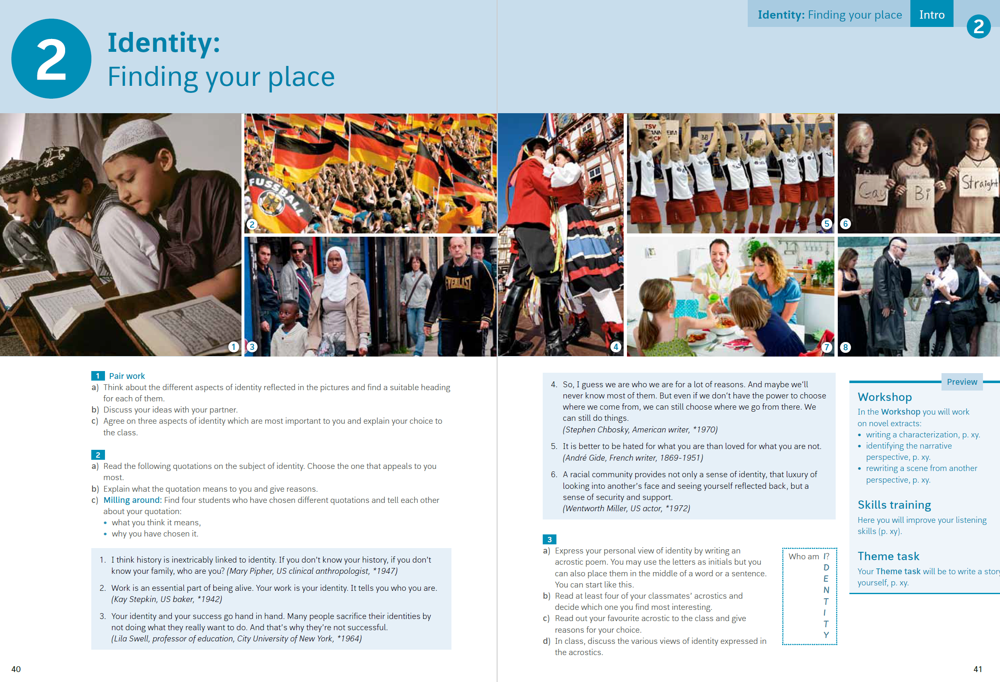 2
Identity:
Finding your place
Identity: Finding your place
Intro
2
FUSSBALL
2
EVERLAST
1
3
4
TSV
BB
5
Gay
Bi
Straight
6
7
8
1 Pair work
a) Think about the different aspects of identity reflected in the pictures and find a suitable heading
for each of them.
b) Discuss your ideas with your partner.
c) Agree on three aspects of identity which are most important to you and explain your choice to
the class.
2
a) Read the following quotations on the subject of identity. Choose the one that appeals to you
most.
b) Explain what the quotation means to you and give reasons.
c) Milling around: Find four students who have chosen different quotations and tell each other
about your quotation:
• what you think it means,
• why you have chosen it.
1. I think history is inextricably linked to identity. If you don’t know your history, if you don’t
know your family, who are you? (Mary Pipher, US clinical anthropologist, *1947)
2. Work is an essential part of being alive. Your work is your identity. It tells you who you are.
(Kay Stepkin, US baker, *1942)
3. Your identity and your success go hand in hand. Many people sacrifice their identities by
not doing what they really want to do. And that’s why they’re not successful.
(Lila Swell, professor of education, City University of New York, *1964)
40
4. So, I guess we are who we are for a lot of reasons. And maybe we‘ll
never know most of them. But even if we don‘t have the power to choose
where we come from, we can still choose where we go from there. We
can still do things.
(Stephen Chbosky, American writer, *1970)
5. It is better to be hated for what you are than loved for what you are not.
(André Gide, French writer, 1869-1951)
6. A racial community provides not only a sense of identity, that luxury of
looking into another’s face and seeing yourself reflected back, but a
sense of security and support.
(Wentworth Miller, US actor, *1972)
3
a) Express your personal view of identity by writing an
acrostic poem. You may use the letters as initials but you
can also place them in the middle of a word or a sentence.
You can start like this.
b) Read at least four of your classmates’ acrostics and
decide which one you find most interesting.
c) Read out your favourite acrostic to the class and give
reasons for your choice.
d) In class, discuss the various views of identity expressed in
the acrostics.
Who am I?
D
E
N
T
I
T
Y
Preview
Workshop
In the Workshop you will work
on novel extracts:
• writing a characterization, p. xy.
• identifying the narrative
perspective, p. xy.
• rewriting a scene from another
perspective, p. xy.
Skills training
Here you will improve your listening
skills (p. xy).
Theme task
Your Theme task will be to write a story
yourself, p. xy.
41